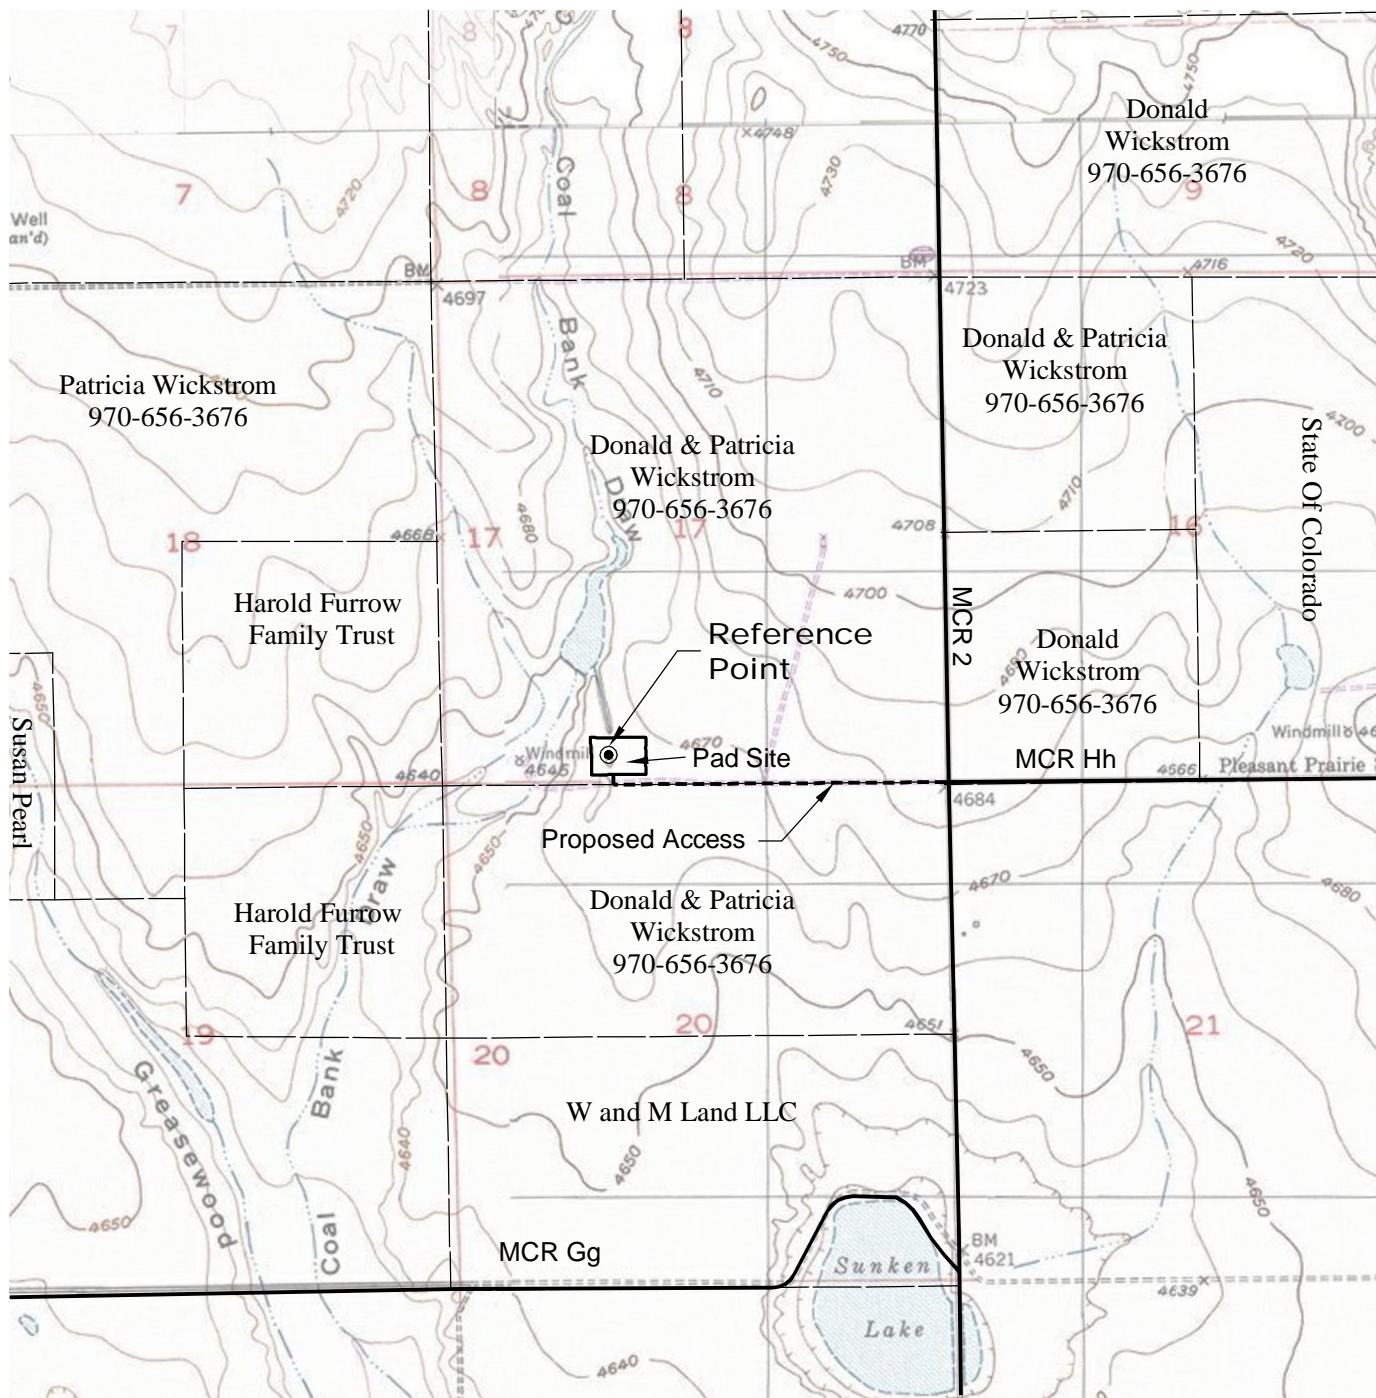 7
8
8
4770
4750
4750
Donald
Wickstrom
970-656-3676
×4748
Coal
4730
4720
7
8
8
9
Well
an'd)
4720
4716
BM
4697
BM
4723
Bank
Donald & Patricia
Wickstrom
970-656-3676
Patricia Wickstrom
970-656-3676
4710
4700
State Of Colorado
Donald & Patricia
Wickstrom
970-656-3676
Draw
4680
4710
18
4668
17
17
4708
16
4700
MCR 2
Harold Furrow
Family Trust
Reference
Point
Donald
Wickstrom
970-656-3676
4650
Susan Pearl
Windmill
4645
4670
Pad Site
MCR Hh
Windmill
4640
4666
Pleasant Prairie
4684
Proposed Access
4650
4650
Draw
4670
4680
Harold Furrow
Family Trust
Donald & Patricia
Wickstrom
970-656-3676
19
20
20
4651
21
Greasewood
Bank
4650
W and M Land LLC
4640
4650
4650
4650
Coal
MCR Gg
BM
4621
Sunken
4639
Lake
4640